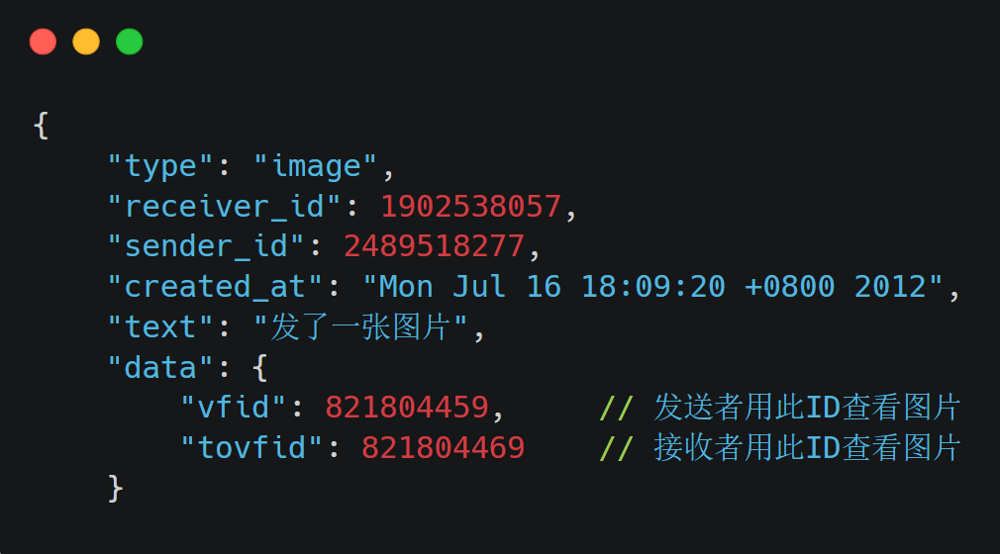 {
    "type": "image",
    "receiver_id": 1902538057,
    "sender_id": 2489518277,
    "created_at": "Mon Jul 16 18:09:20 +0800 2012",
    "text": "发了一张图片",
    "data": {
        "vfid": 821804459,      // 发送者用此ID查看图片
        "tovfid": 821804469    // 接收者用此ID查看图片
    }